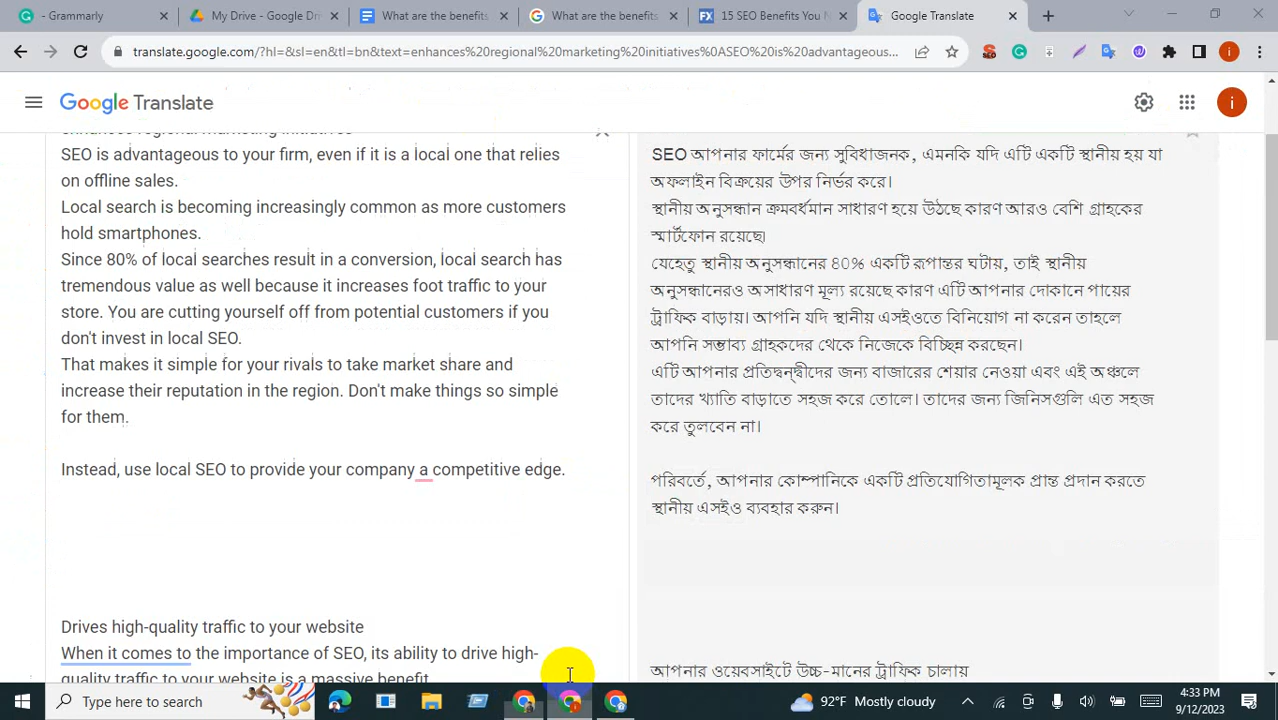 - Grammarly
My Drive - Google Dri
What are the benefits
What are the benefits
15 SEO Benefits You N
Google Translate
translate.google.com/?hl=&sl=en&tl=bn&text=enhances%20regional%20marketing%20initiatives%0ASEO%20is%20advantageous...
Google Translate
enhances regional marketing initiatives
SEO is advantageous to your firm, even if it is a local one that relies
on offline sales.
Local search is becoming increasingly common as more customers
hold smartphones.
Since 80% of local searches result in a conversion, local search has
tremendous value as well because it increases foot traffic to your
store. You are cutting yourself off from potential customers if you
don't invest in local SEO.
That makes it simple for your rivals to take market share and
increase their reputation in the region. Don't make things so simple
for them.
Instead, use local SEO to provide your company a competitive edge.
Drives high-quality traffic to your website
When it comes to the importance of SEO, its ability to drive high-
quality traffic to your website is a massive benefit.
SEO আপনার ফার্মের জন্য সুবিধাজনক, এমনকি যদি এটি একটি স্থানীয় হয় যা
অফলাইন বিক্রয়ের উপর নির্ভর করে।
স্থানীয় অনুসন্ধান ক্রমবর্ধমান সাধারণ হয়ে উঠছে কারণ আরও বেশি গ্রাহকের
স্মার্টফোন রয়েছে।
যেহেতু স্থানীয় অনুসন্ধানের 80% একটি রূপান্তর ঘটায়, তাই স্থানীয়
অনুসন্ধানেরও অসাধারণ মূল্য রয়েছে কারণ এটি আপনার দোকানে পায়ের
ট্রাফিক বাড়ায়। আপনি যদি স্থানীয় এসইওতে বিনিয়োগ না করেন তাহলে
আপনি সম্ভাব্য গ্রাহকদের থেকে নিজেকে বিচ্ছিন্ন করছেন।
এটি আপনার প্রতিদ্বন্দ্বীদের জন্য বাজারের শেয়ার নেওয়া এবং এই অঞ্চলে
তাদের খ্যাতি বাড়াতে সহজ করে তোলে। তাদের জন্য জিনিসগুলি এত সহজ
করে তুলবেন না।
পরিবর্তে, আপনার কোম্পানিকে একটি প্রতিযোগিতামূলক প্রান্ত প্রদান করতে
স্থানীয় এসইও ব্যবহার করুন।
আপনার ওয়েবসাইটে উচ্চ-মানের ট্রাফিক চালায়
Type here to search
92°F Mostly cloudy
4:33 PM
9/12/2023